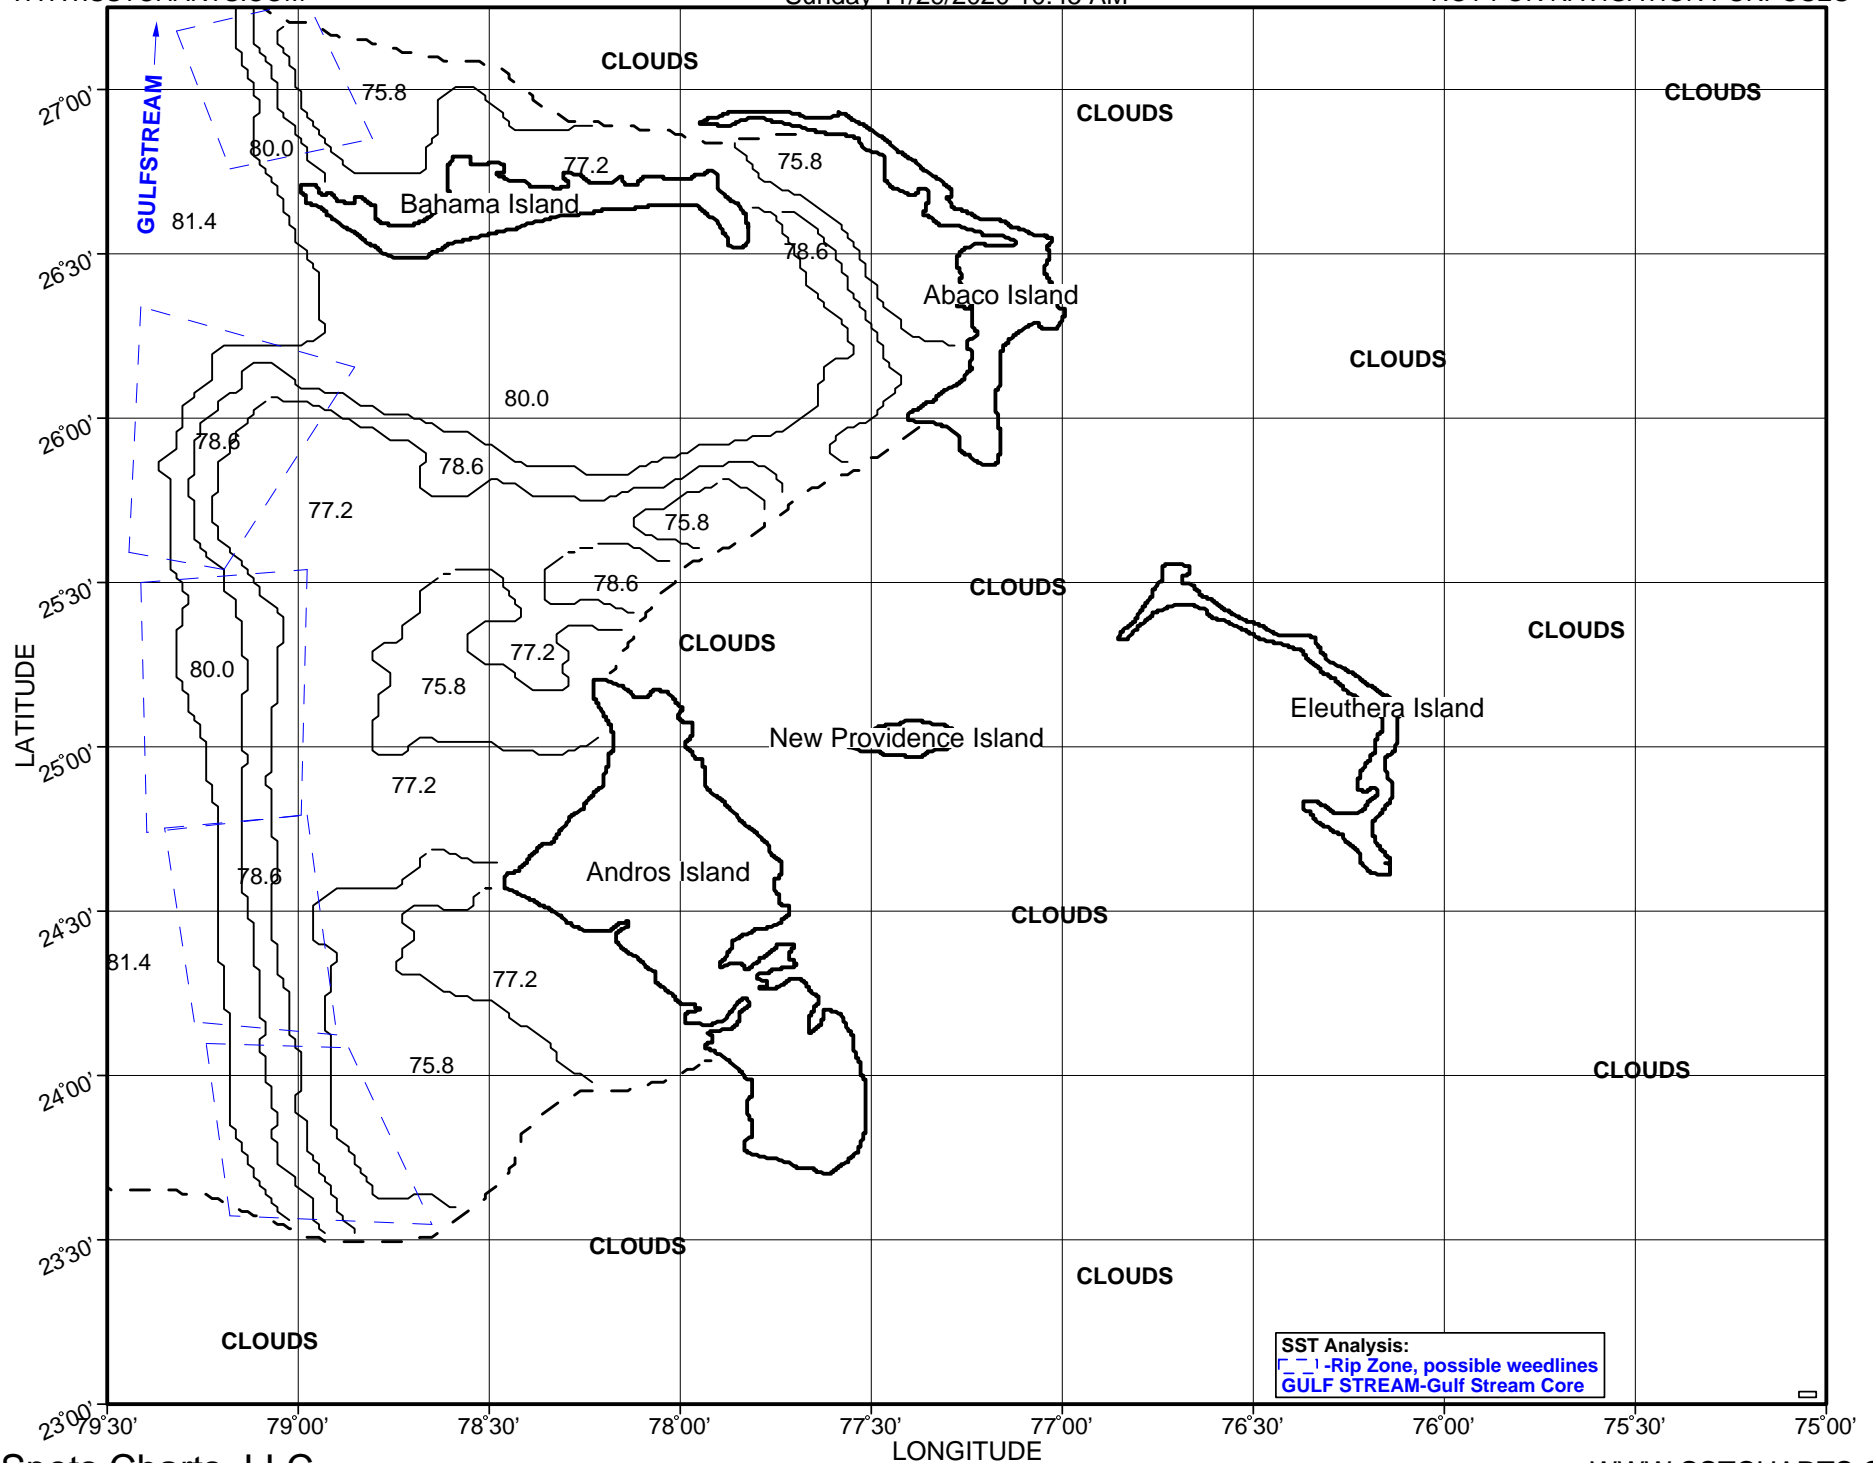 CLOUDS
27°00'
75.8
CLOUDS
CLOUDS
GULFSTREAM
80.0
77.2
75.8
Bahama Island
81.4
78.6
26°30'
Abaco Island
CLOUDS
80.0
26°00'
78.6
78.6
77.2
75.8
25°30'
78.6
CLOUDS
CLOUDS
CLOUDS
77.2
80.0
75.8
LATITUDE
Eleuthera Island
New Providence Island
25°00'
77.2
Andros Island
78.6
24°30'
CLOUDS
81.4
77.2
75.8
CLOUDS
24°00'
23°30'
CLOUDS
CLOUDS
CLOUDS
SST Analysis:
-Rip Zone, possible weedlines
GULF STREAM-Gulf Stream Core
23°00'
79°30' 79°00' 78°30' 78°00' 77°30' 77°00' 76°30' 76°00' 75°30' 75°00'
LONGITUDE